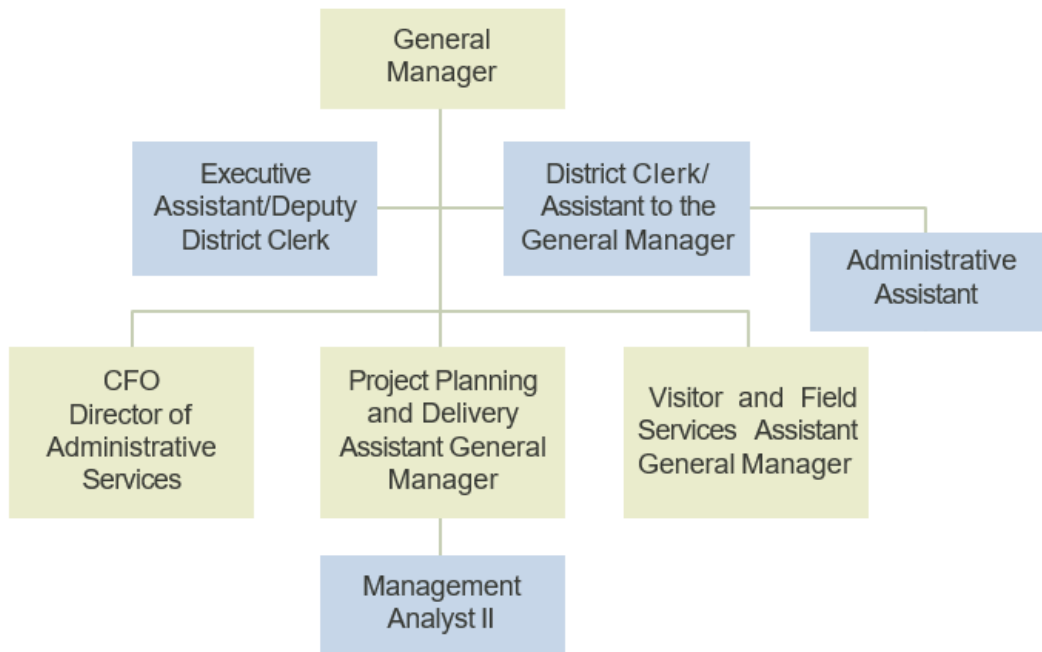 General
Manager
Executive
Assistant/Deputy
District Clerk
District Clerk/
Assistant to the
General Manager
Administrative
Assistant
CFO
Director of
Administrative
Services
Project Planning
and Delivery
Assistant General
Manager
Visitor and Field
Services Assistant
General Manager
Management
Analyst II